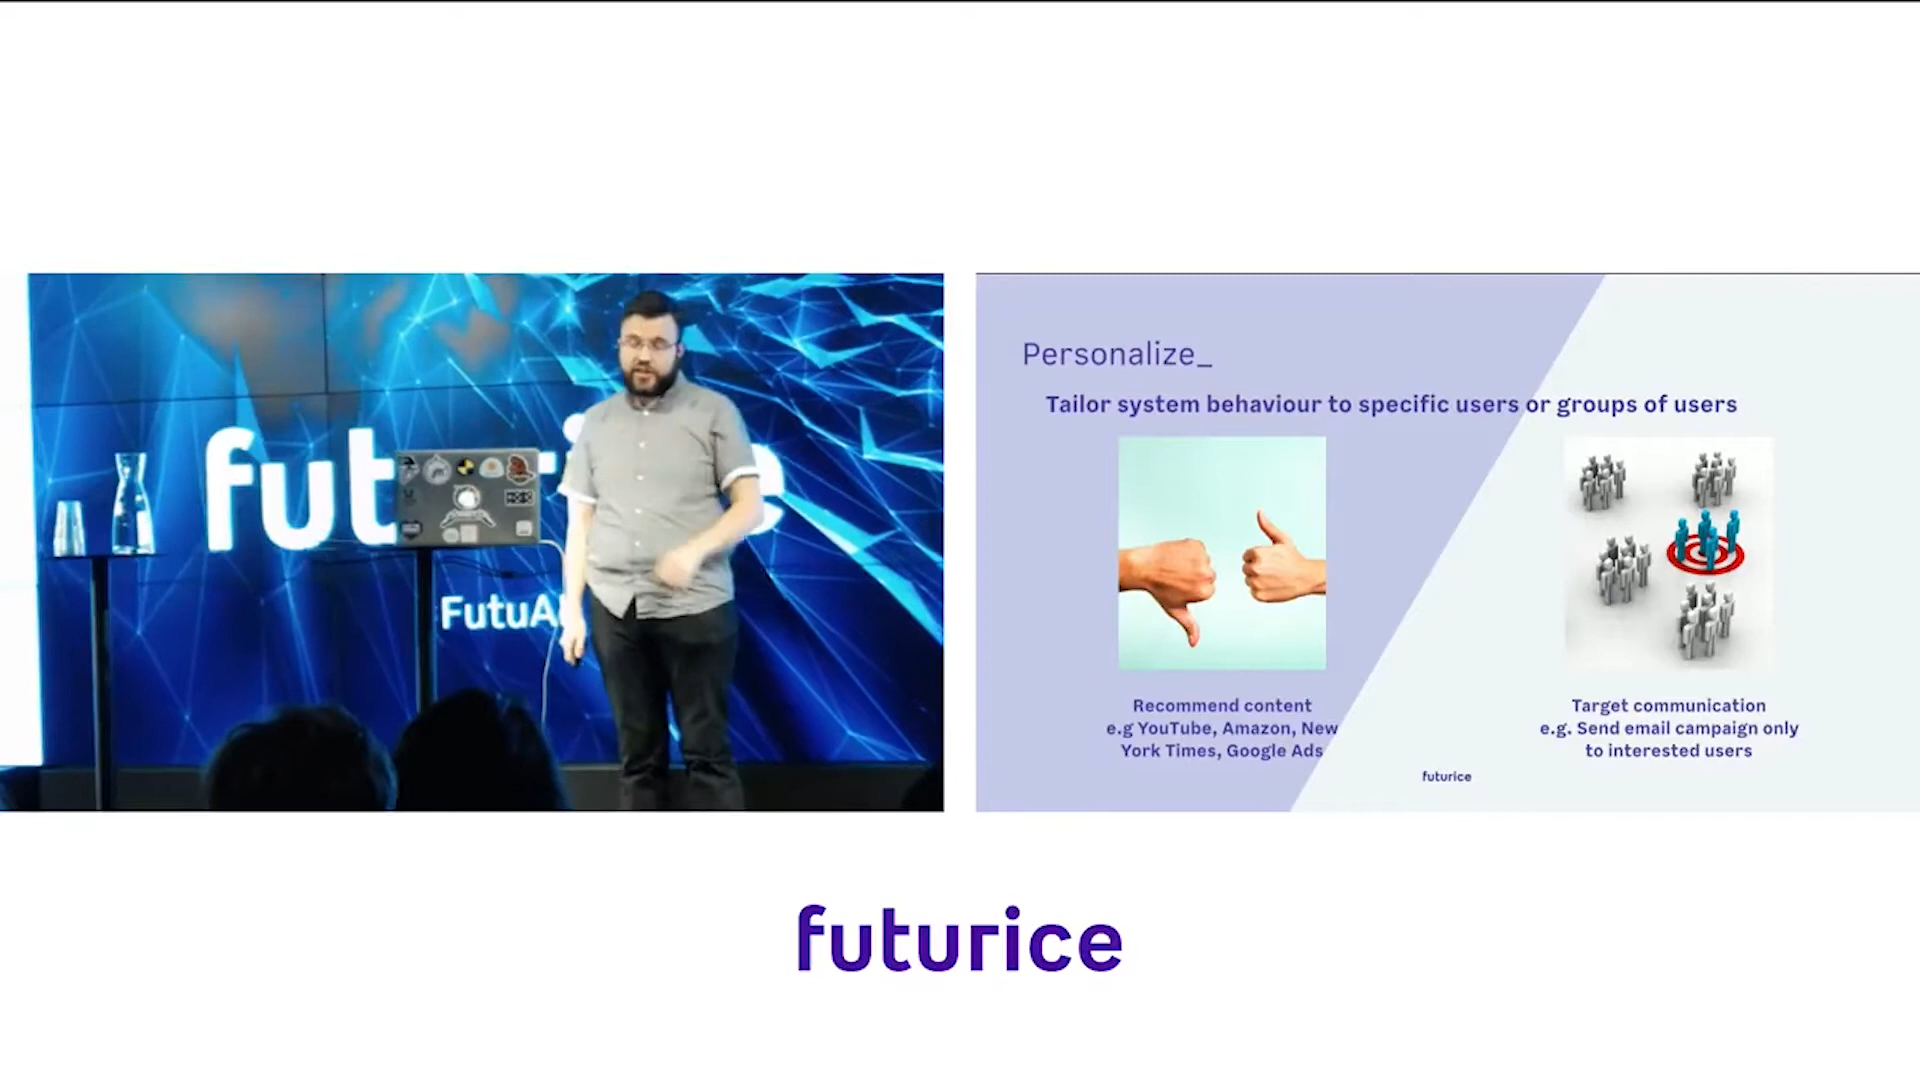 fut
FutuA
Personalize_
Tailor system behaviour to specific users or groups of users
Recommend content
e.g YouTube, Amazon, New
York Times, Google Ads
Target communication
e.g. Send email campaign only
to interested users
futurice
futurice